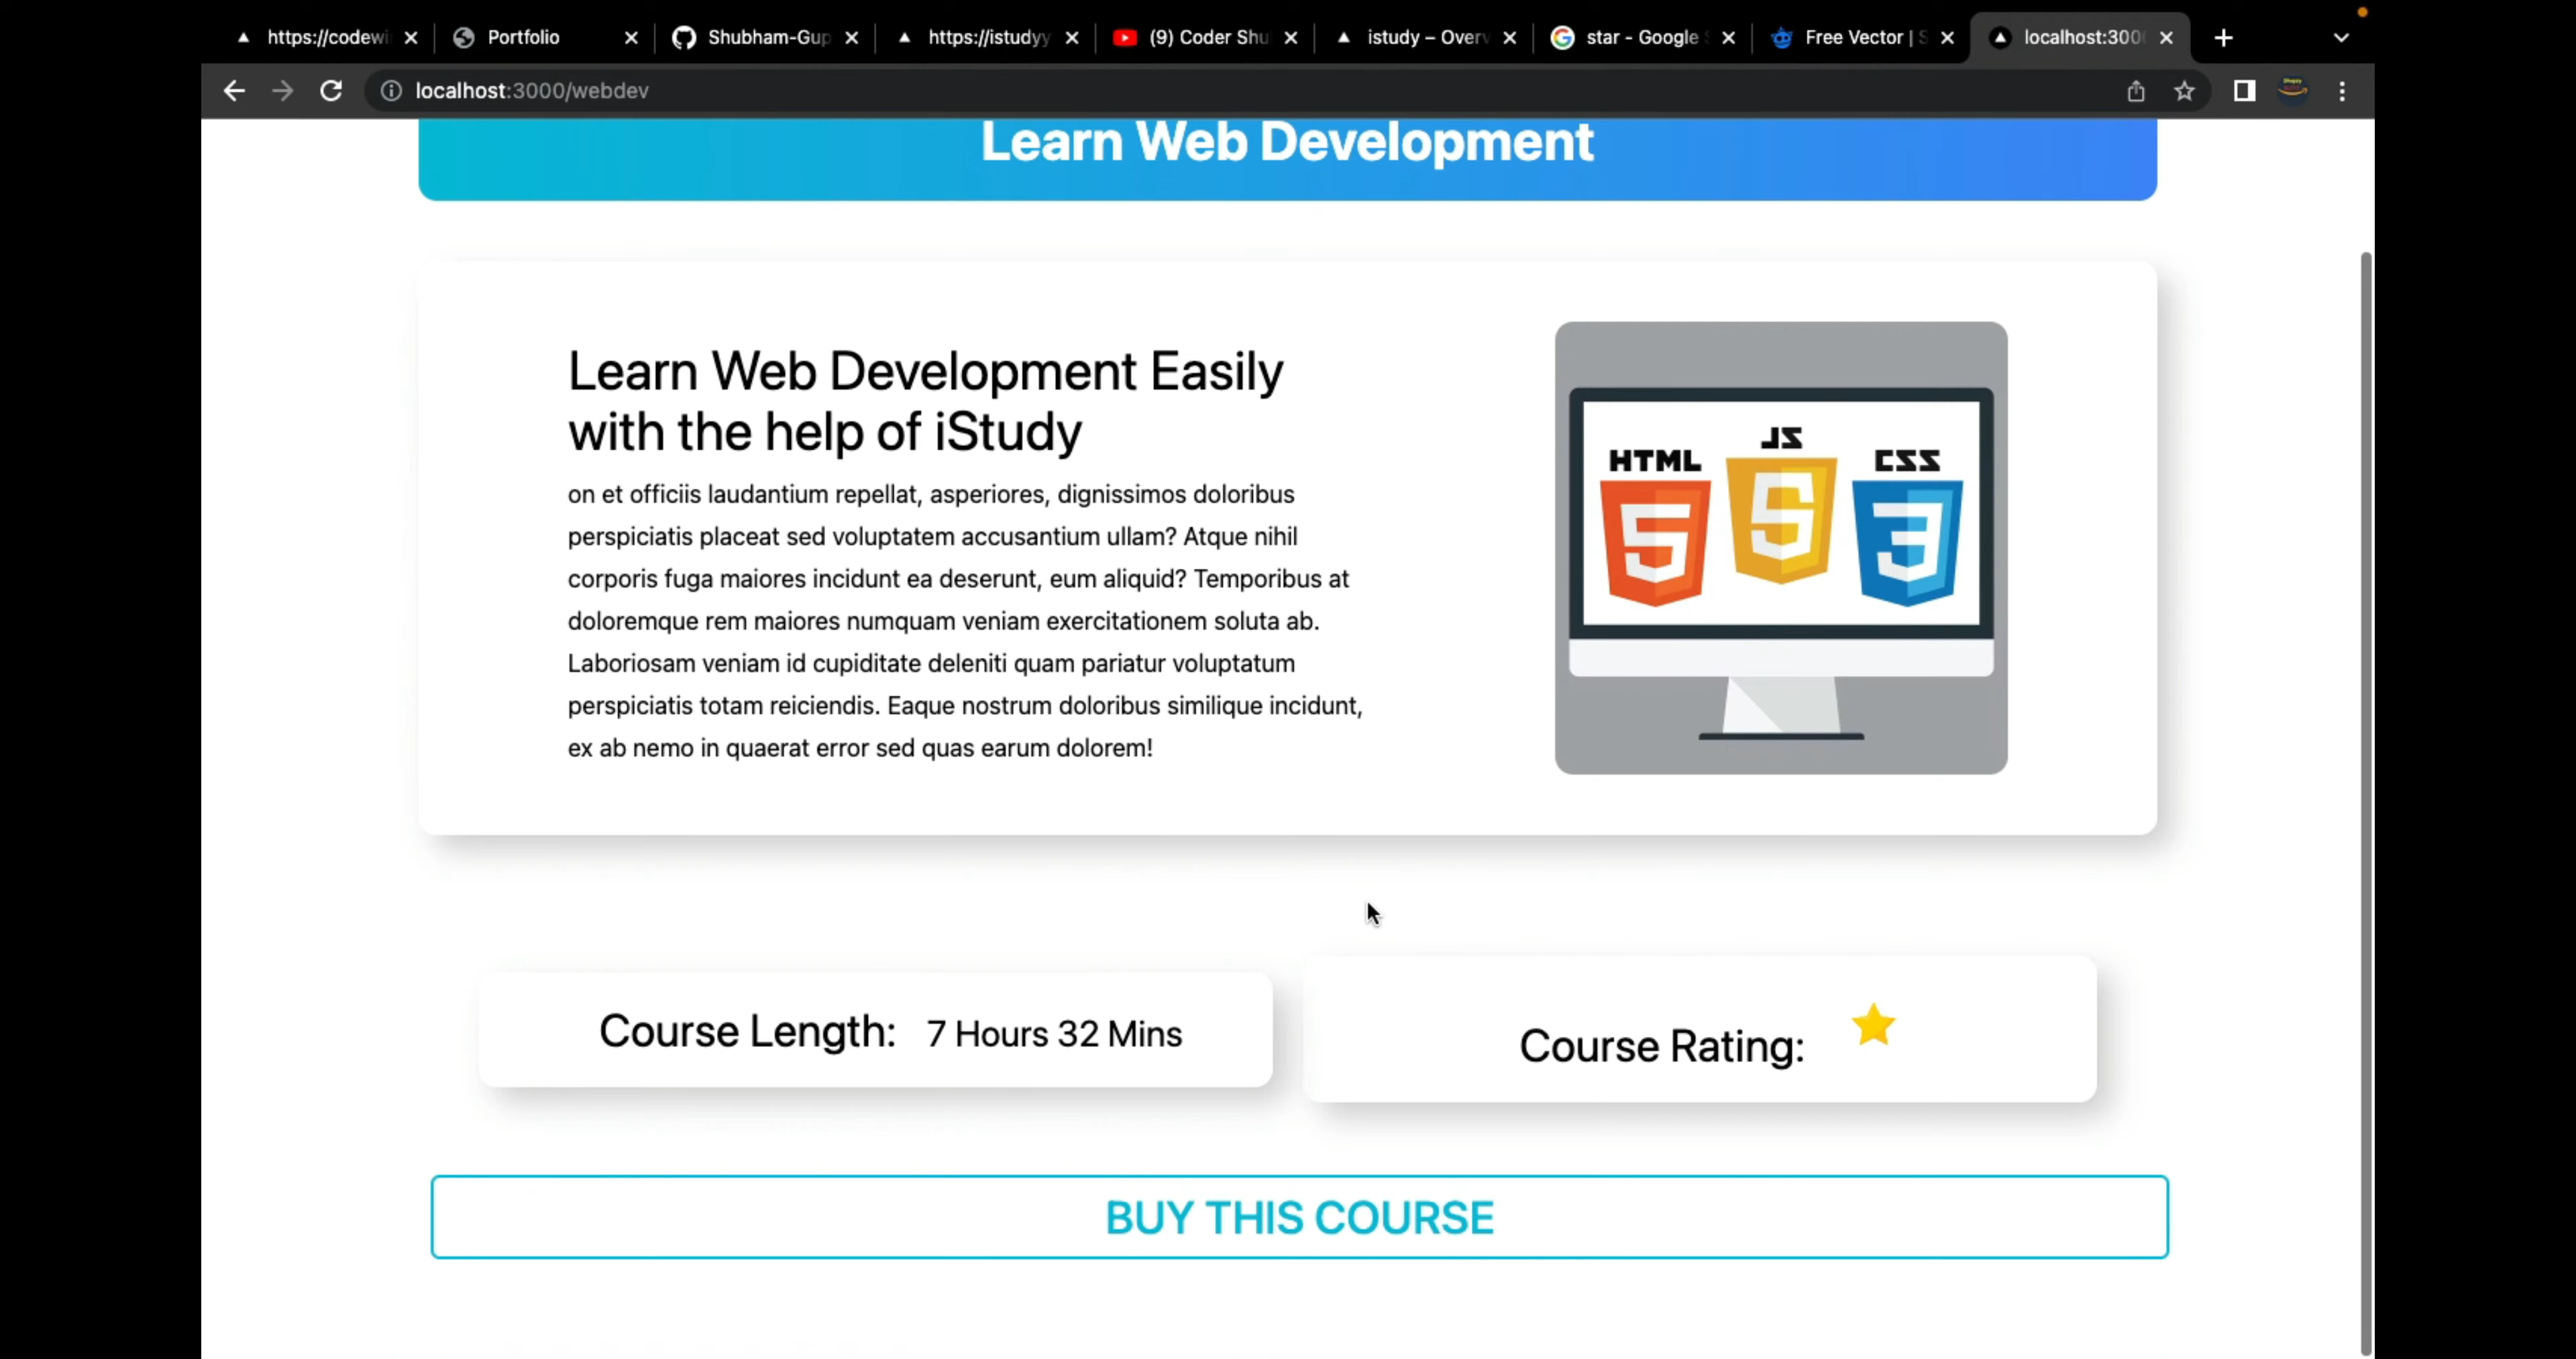 https://codewi
Portfolio
Shubham-Gup
https://istudyy
(9) Coder Shu
istudy – Overv
star - Google S
Free Vector | S
localhost:300
localhost:3000/webdev
Learn Web Development
Learn Web Development Easily
with the help of iStudy
on et officiis laudantium repellat, asperiores, dignissimos doloribus
perspiciatis placeat sed voluptatem accusantium ullam? Atque nihil
corporis fuga maiores incidunt ea deserunt, eum aliquid? Temporibus at
doloremque rem maiores numquam veniam exercitationem soluta ab.
Laboriosam veniam id cupiditate deleniti quam pariatur voluptatum
perspiciatis totam reiciendis. Eaque nostrum doloribus similique incidunt,
ex ab nemo in quaerat error sed quas earum dolorem!
HTML
JS
CSS
5
3
Course Length: 7 Hours 32 Mins
Course Rating:
BUY THIS COURSE